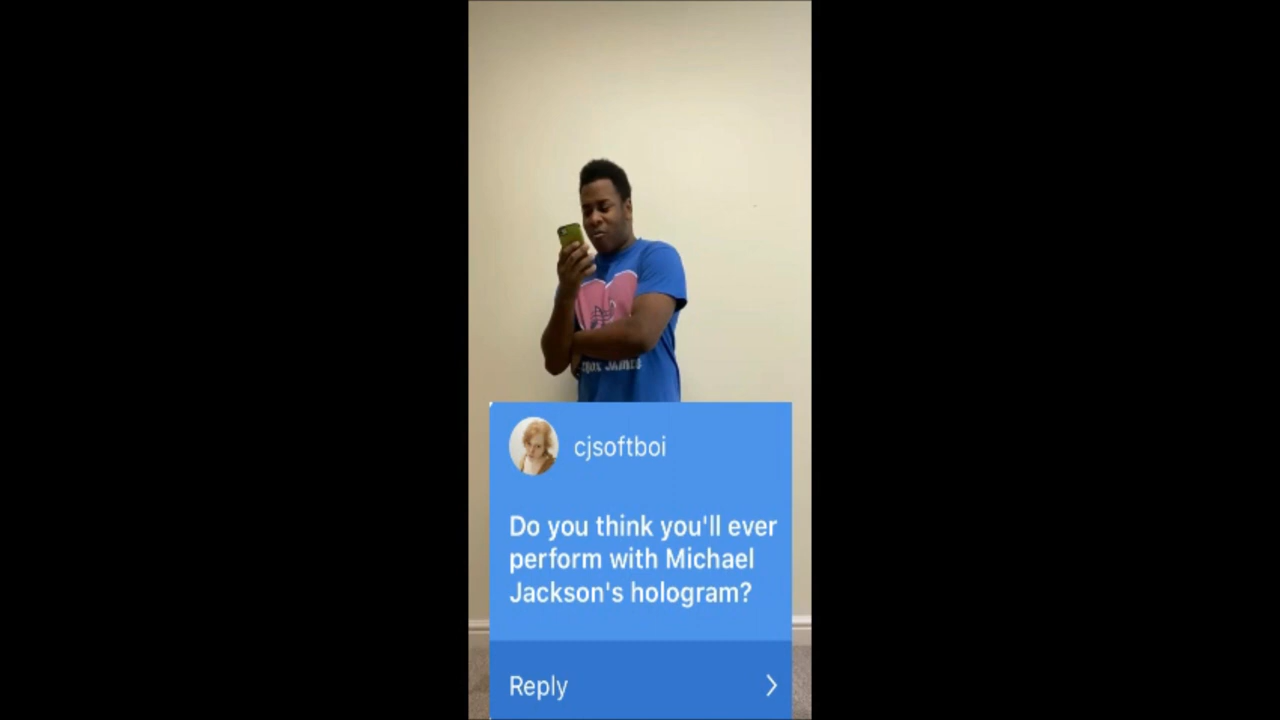 cjsoftboi
Do you think you'll ever
perform with Michael
Jackson's hologram?
Reply